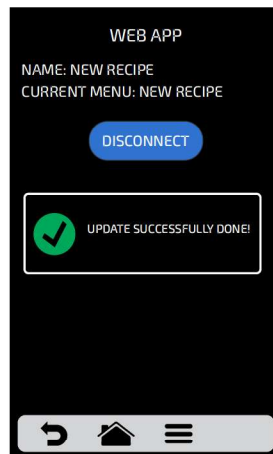 WEB APP
NAME: NEW RECIPE
CURRENT MENU: NEW RECIPE
DISCONNECT
UPDATE SUCCESSFULLY DONE!